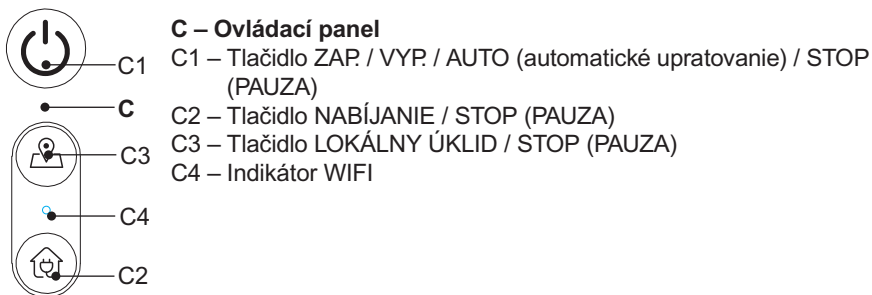 C – Ovládací panel
C1 – Tlačidlo ZAP. / VYP. / AUTO (automatické upratovanie) / STOP
(PAUZA)
C2 – Tlačidlo NABÍJANIE / STOP (PAUZA)
C3 – Tlačidlo LOKÁLNY ÚKLID / STOP (PAUZA)
C4 – Indikátor WIFI
C1
C
C3
C4
C2